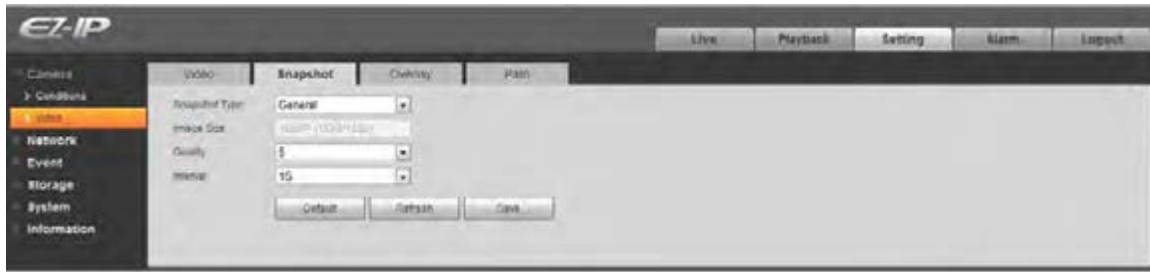 EZ-IP
Live Playback Setting Alarm Logout
Camera
Conditions
Video
Network
Event
Storage
System
Information
Video Snapshot Overlay Path
Snapshot Type General
Image Size
Quality 5
Interval 1S
Default Refresh Save